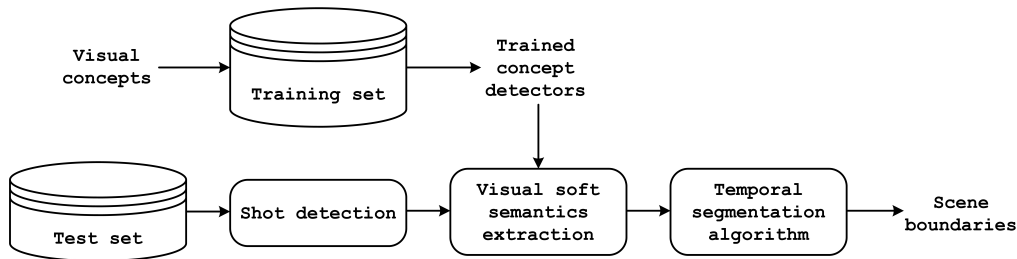 Visual
concepts
Training set
Trained
concept
detectors
Test set
Shot detection
Visual soft
semantics
extraction
Temporal
segmentation
algorithm
Scene
boundaries